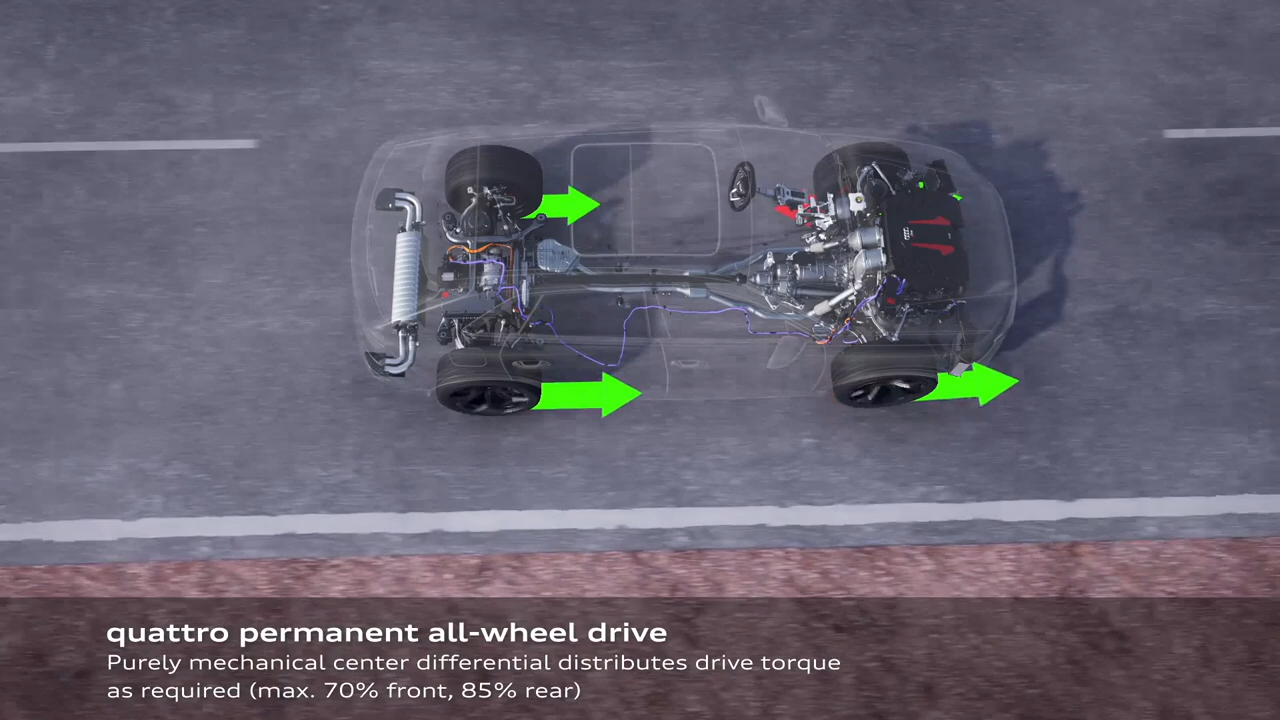 quattro permanent all-wheel drive
Purely mechanical center differential distributes drive torque
as required (max. 70% front, 85% rear)